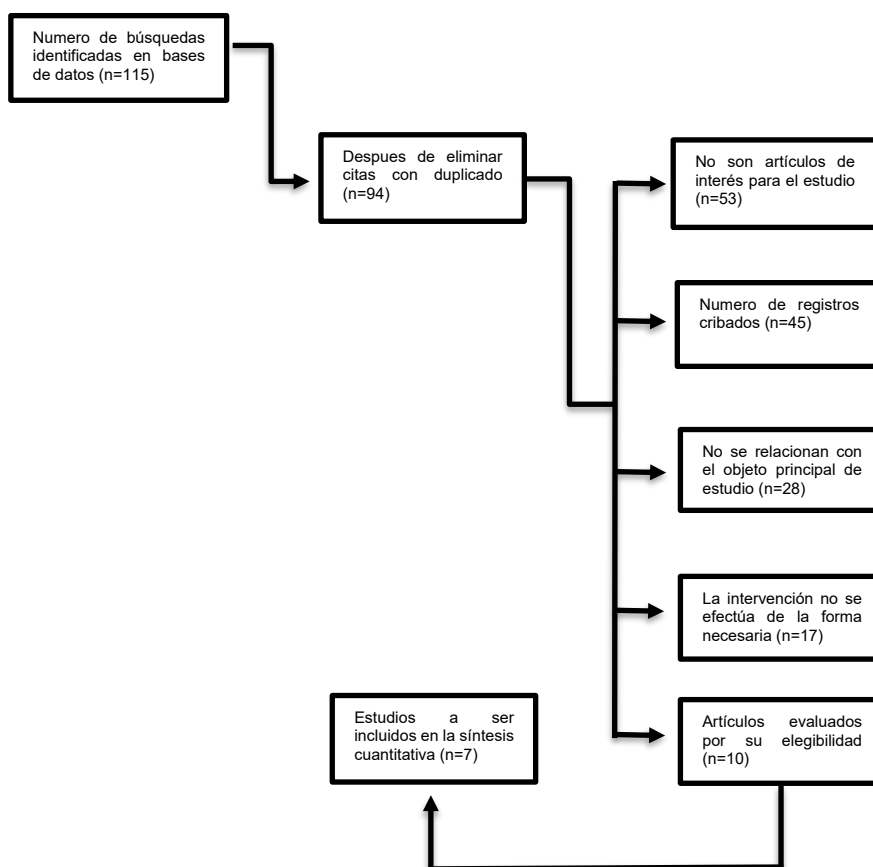 Numero de búsquedas
identificadas en bases
de datos (n=115)
Despues de eliminar
citas con duplicado
(n=94)
No son artículos de
interés para el estudio
(n=53)
Numero de registros
cribados (n=45)
No se relacionan con
el objeto principal de
estudio (n=28)
La intervención no se
efectúa de la forma
necesaria (n=17)
Estudios a ser
incluidos en la síntesis
cuantitativa (n=7)
Artículos evaluados
por su elegibilidad
(n=10)